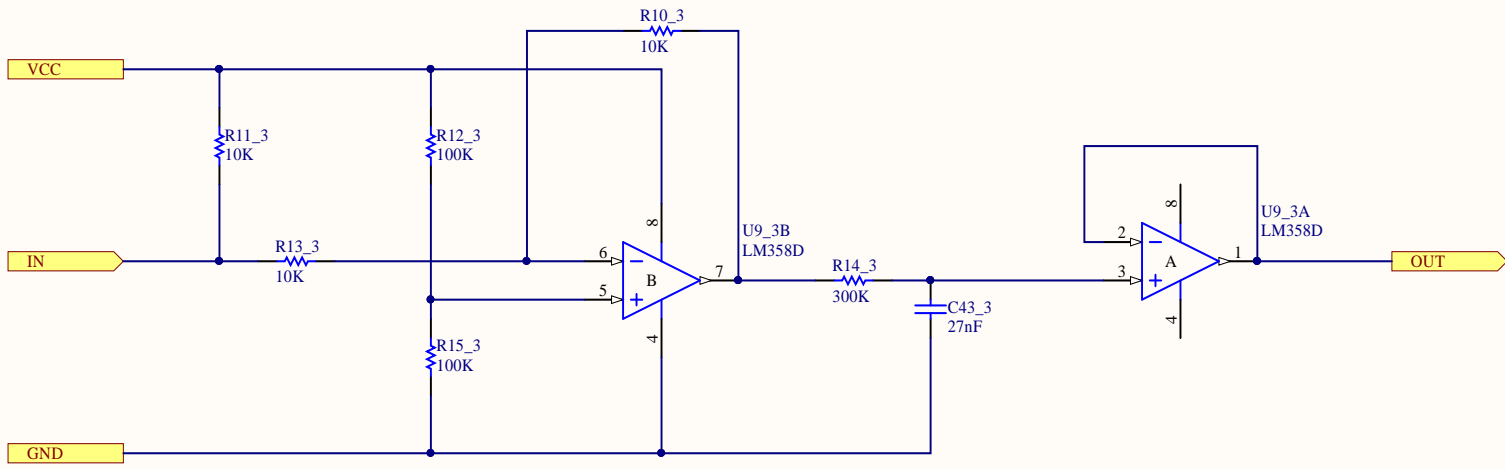 R10_3
10K
VCC
R11_3
10K
R12_3
100K
8
U9_3A
LM358D
8
U9_3B
LM358D
2
A
1
OUT
3
IN
R13_3
10K
6
B
7
5
R14_3
300K
C43_3
27nF
4
4
R15_3
100K
GND